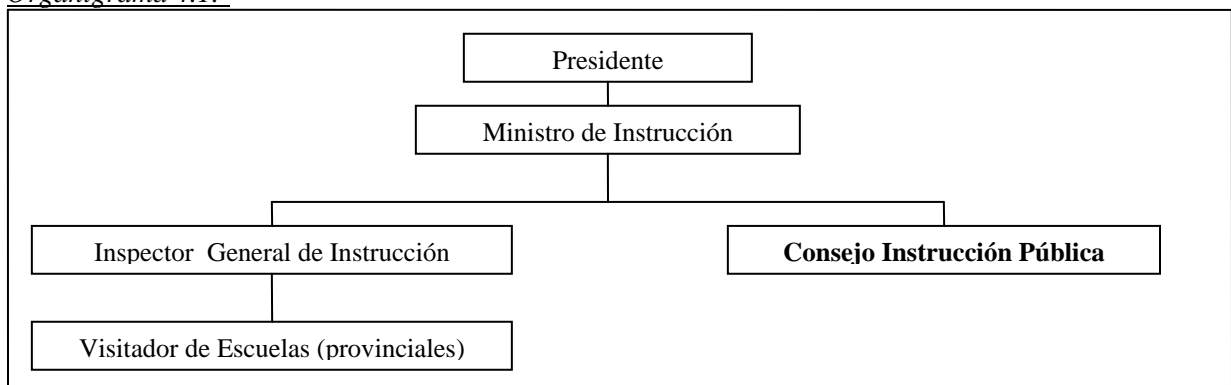 Organigrama 4.1.
Presidente
Ministro de Instrucción
Inspector General de Instrucción
Consejo Instrucción Pública
Visitador de Escuelas (provinciales)